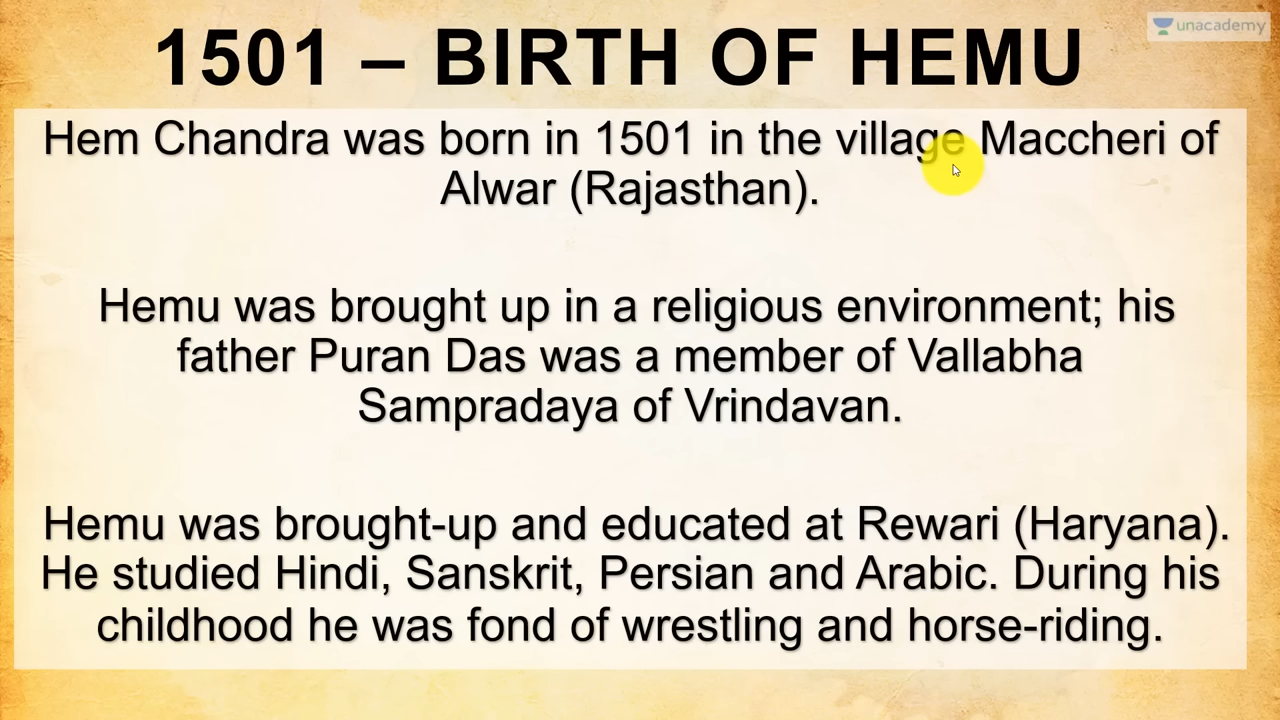 unacademy
1501 – BIRTH OF HEMU
Hem Chandra was born in 1501 in the village Maccheri of
Alwar (Rajasthan).
Hemu was brought up in a religious environment; his
father Puran Das was a member of Vallabha
Sampradaya of Vrindavan.
Hemu was brought-up and educated at Rewari (Haryana).
He studied Hindi, Sanskrit, Persian and Arabic. During his
childhood he was fond of wrestling and horse-riding.